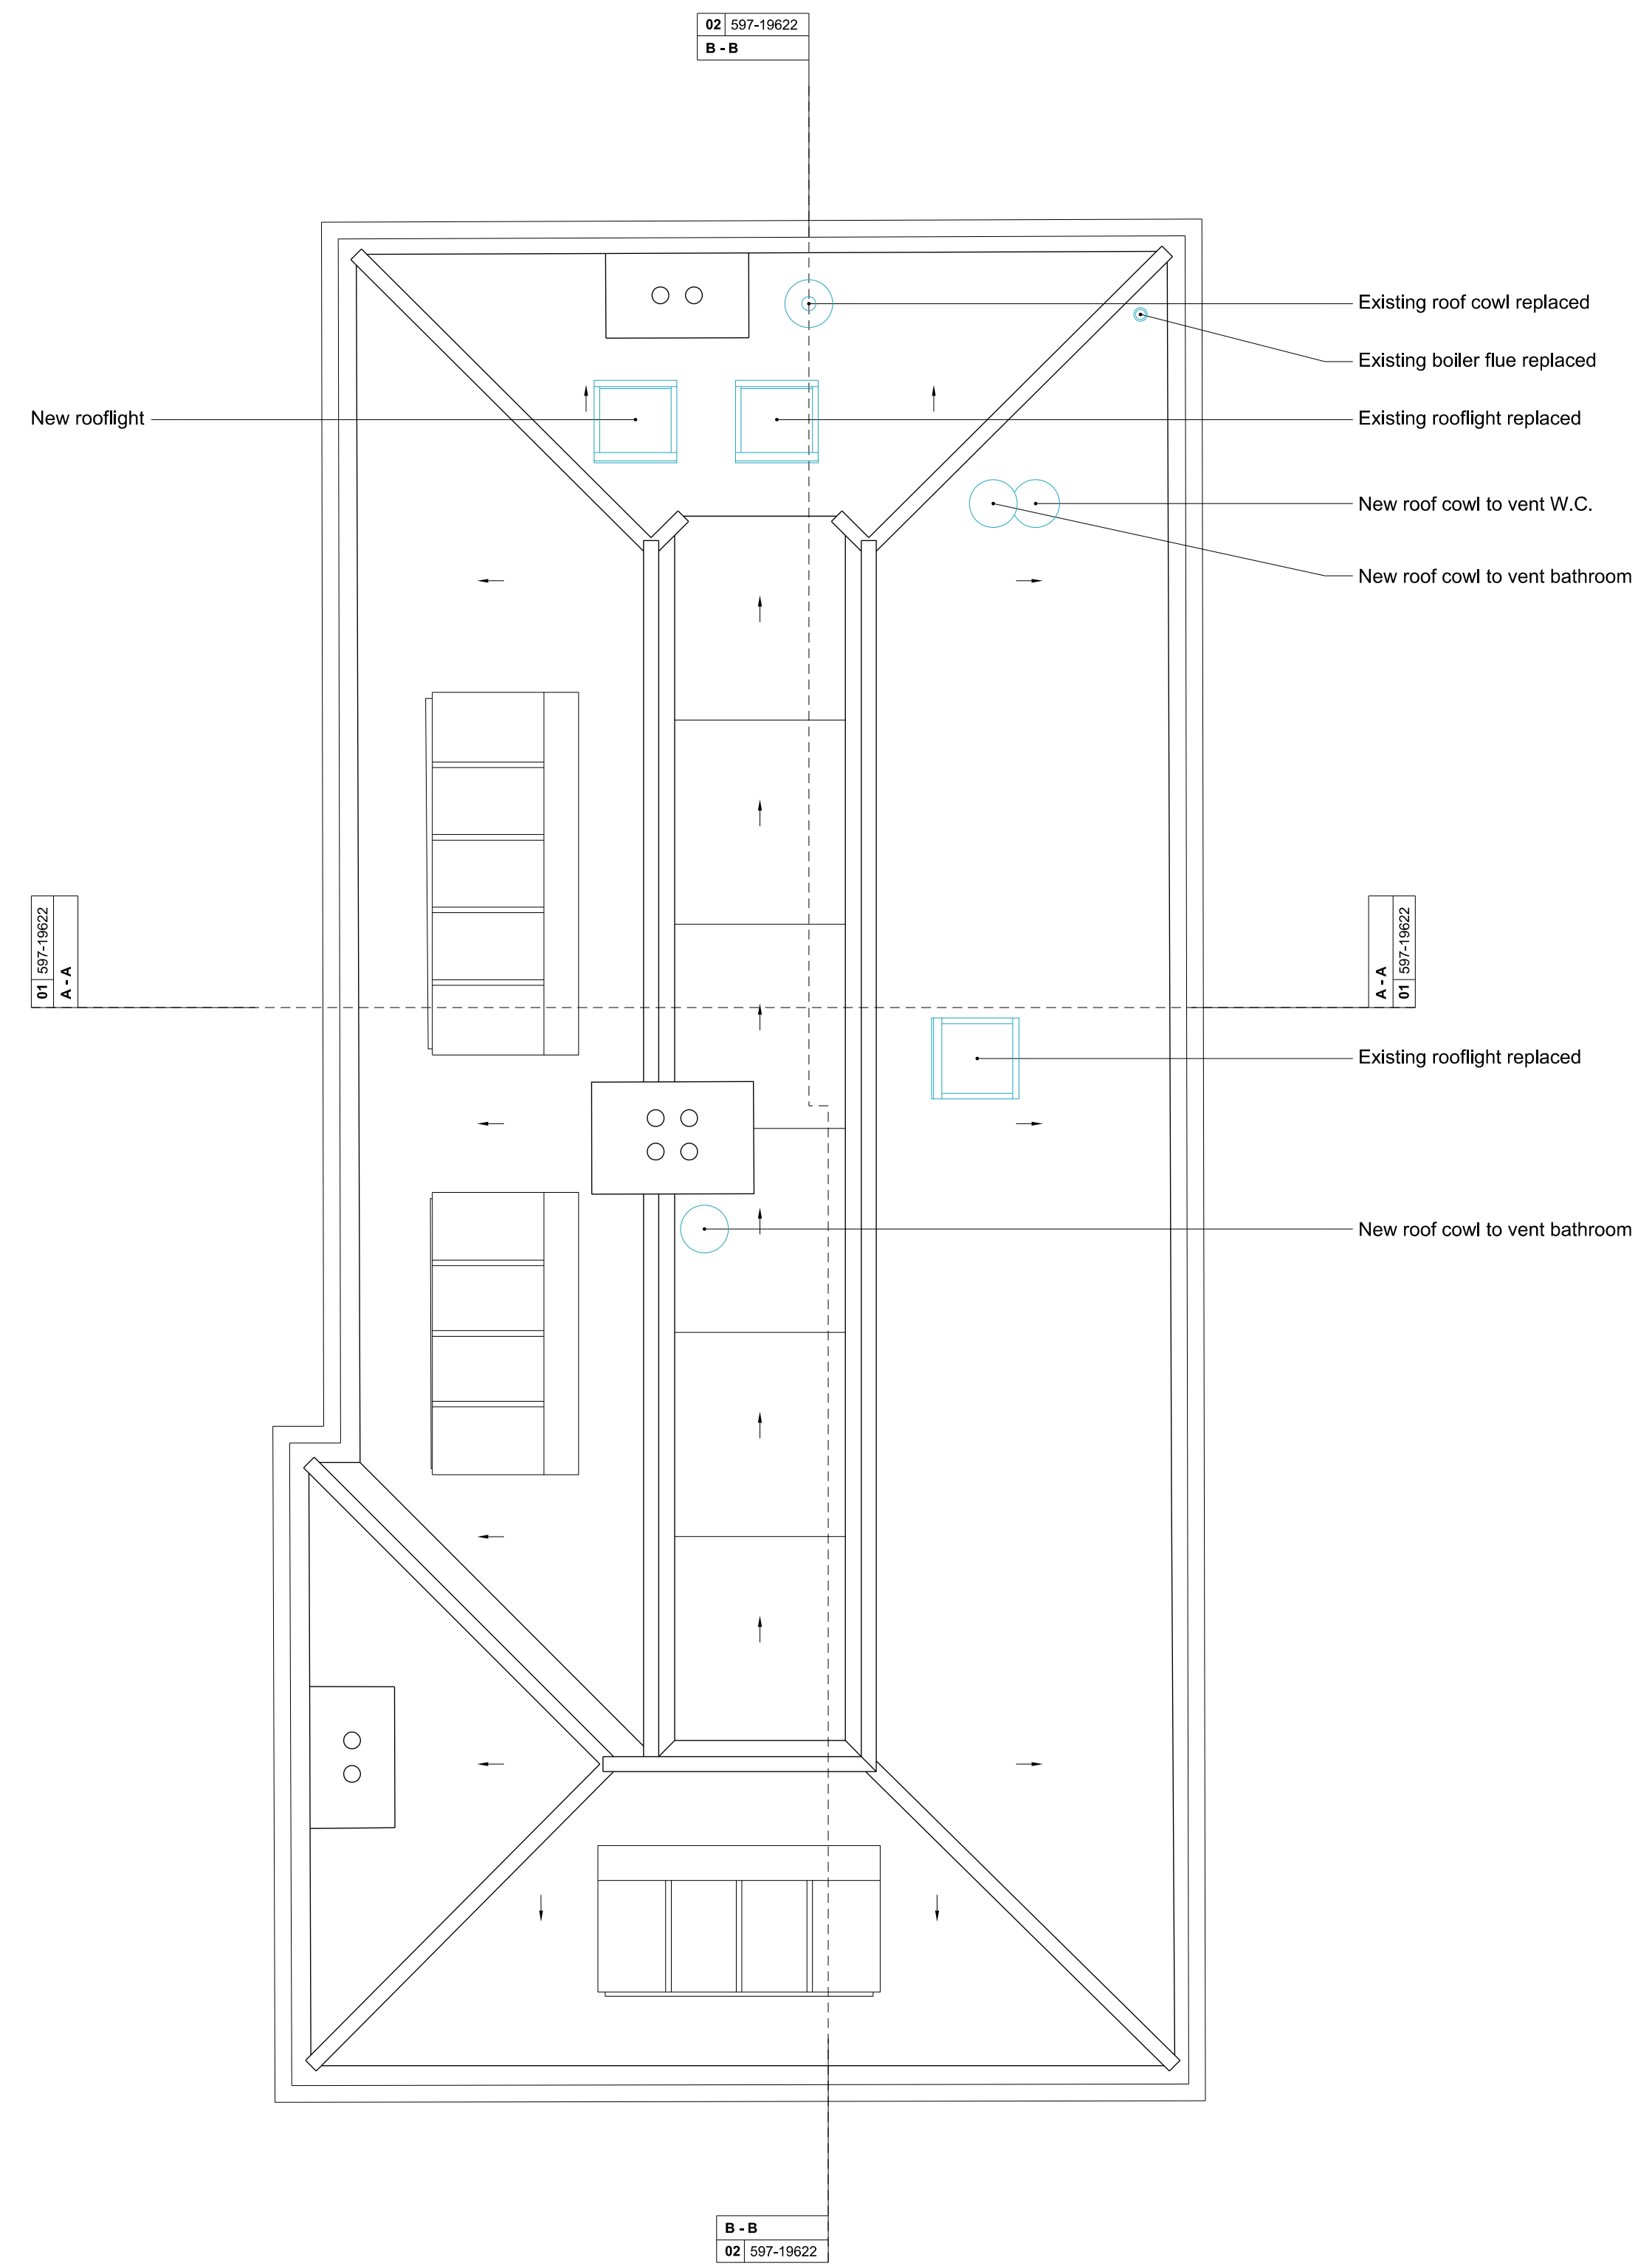 02 597-19622
B - B
Existing roof cowl replaced
Existing boiler flue replaced
New rooflight
Existing rooflight replaced
New roof cowl to vent W.C.
New roof cowl to vent bathroom
01 597-19622
A - A
A - A
01 597-19622
Existing rooflight replaced
New roof cowl to vent bathroom
B - B
02 597-19622